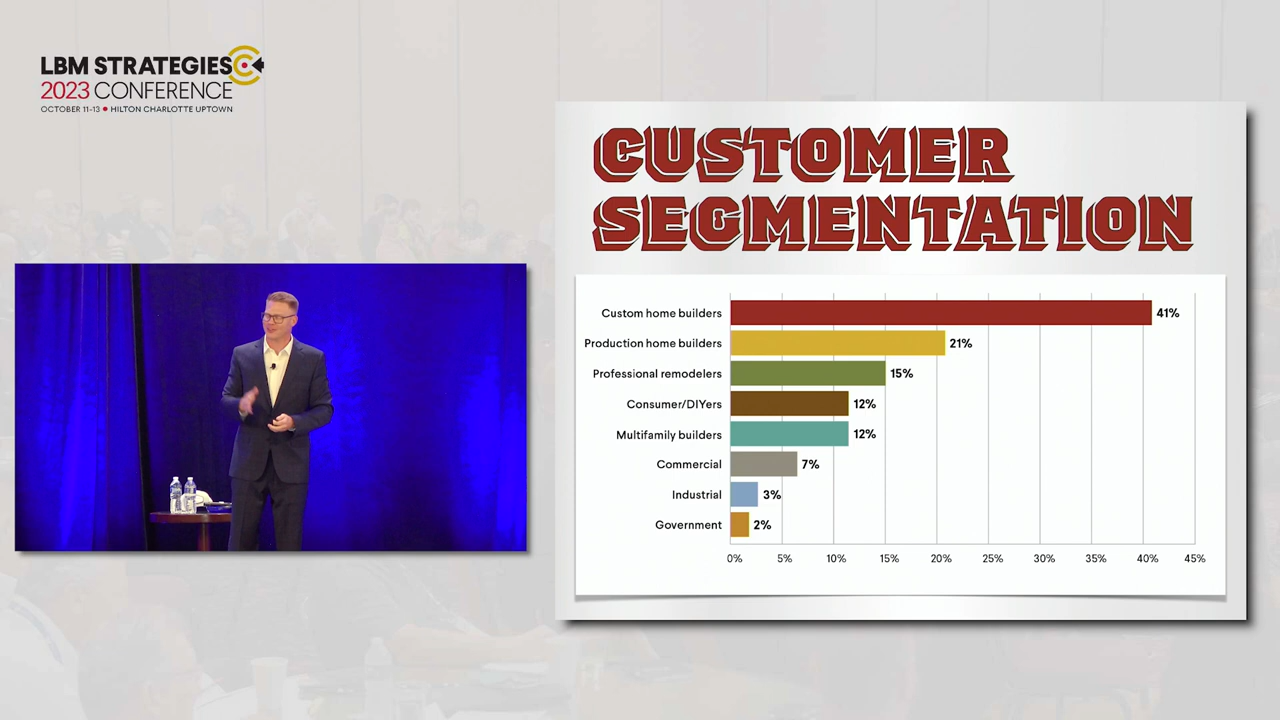 LBM STRATEGIES
2023 CONFERENCE
OCTOBER 11-13 • HILTON CHARLOTTE UPTOWN
CUSTOMER
SEGMENTATION
Custom home builders 41%
Production home builders 21%
Professional remodelers 15%
Consumer/DIYers 12%
Multifamily builders 12%
Commercial 7%
Industrial 3%
Government 2%
0% 5% 10% 15% 20% 25% 30% 35% 40% 45%